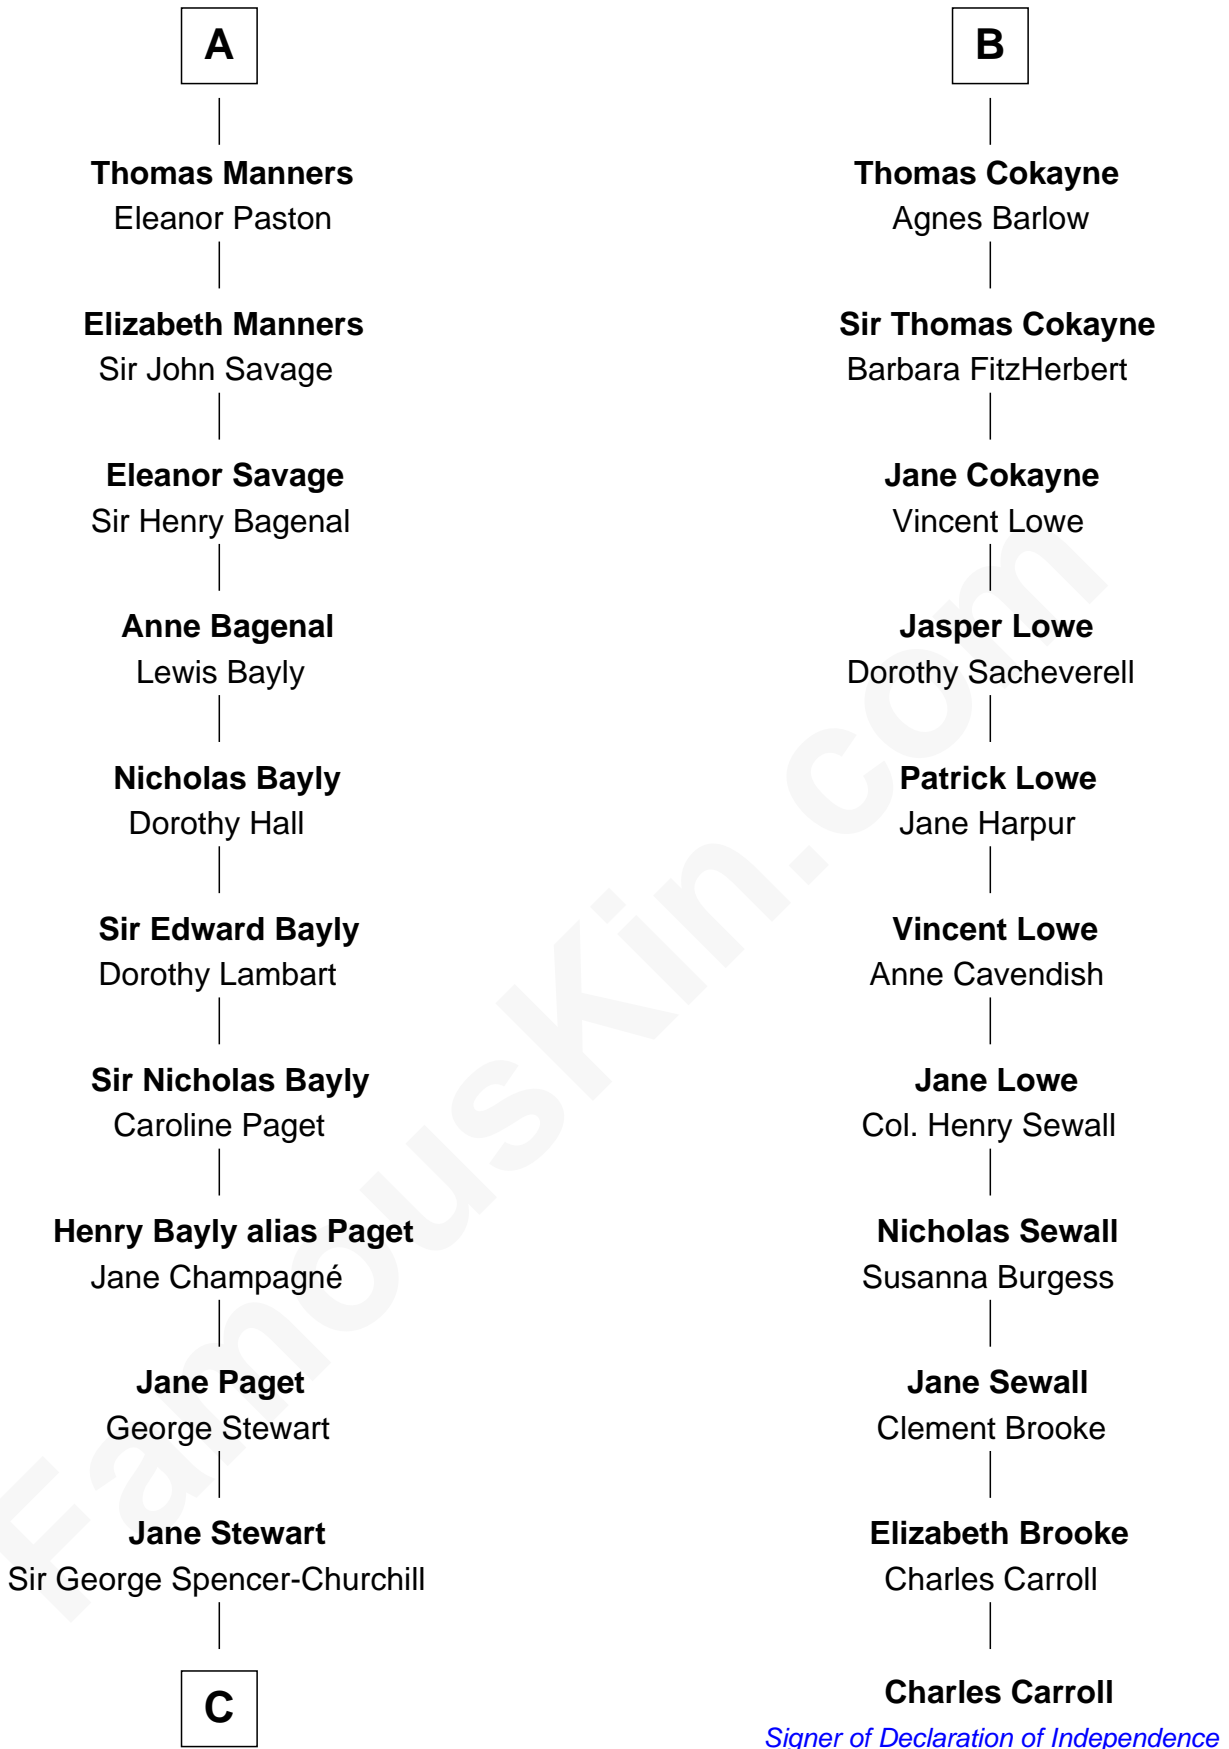 A
Thomas Manners
Eleanor Paston
Elizabeth Manners
Sir John Savage
Eleanor Savage
Sir Henry Bagenal
Anne Bagenal
Lewis Bayly
Nicholas Bayly
Dorothy Hall
Sir Edward Bayly
Dorothy Lambart
Sir Nicholas Bayly
Caroline Paget
Henry Bayly alias Paget
Jane Champagné
Jane Paget
George Stewart
Jane Stewart
Sir George Spencer-Churchill
C
B
Thomas Cokayne
Agnes Barlow
Sir Thomas Cokayne
Barbara FitzHerbert
Jane Cokayne
Vincent Lowe
Jasper Lowe
Dorothy Sacheverell
Patrick Lowe
Jane Harpur
Vincent Lowe
Anne Cavendish
Jane Lowe
Col. Henry Sewall
Nicholas Sewall
Susanna Burgess
Jane Sewall
Clement Brooke
Elizabeth Brooke
Charles Carroll
Charles Carroll
Signer of Declaration of Independence
FamousKin.com